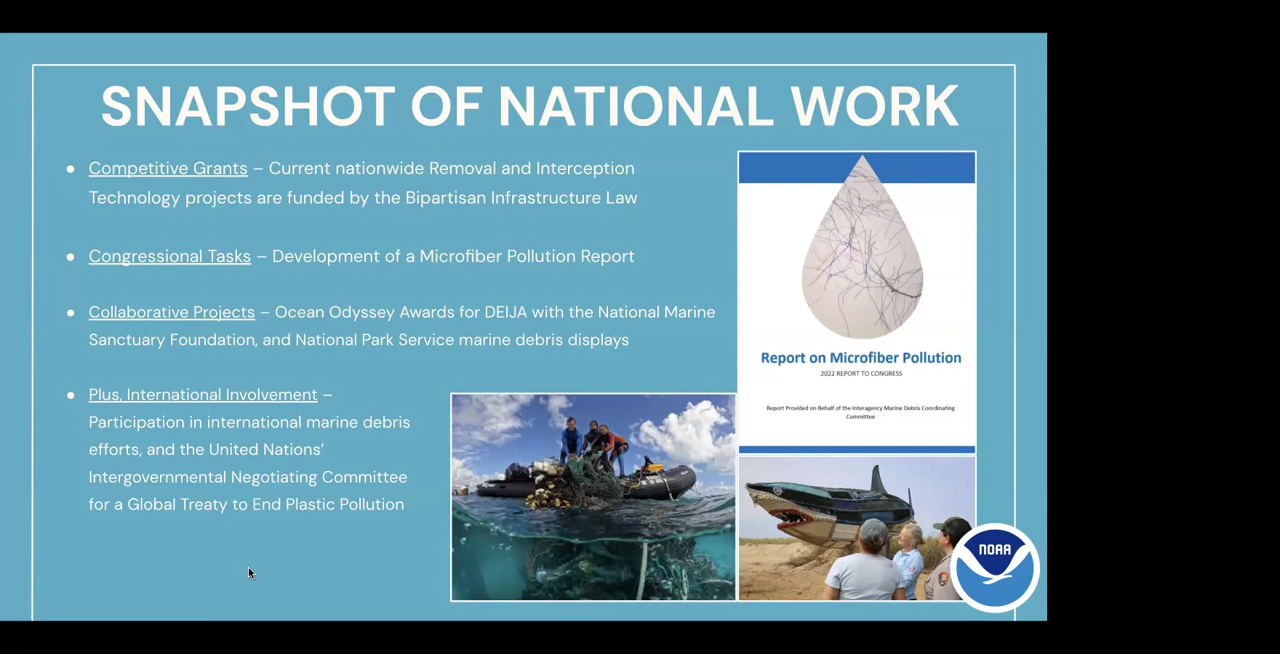 SNAPSHOT OF NATIONAL WORK
● Competitive Grants – Current nationwide Removal and Interception
Technology projects are funded by the Bipartisan Infrastructure Law
● Congressional Tasks – Development of a Microfiber Pollution Report
● Collaborative Projects – Ocean Odyssey Awards for DEIJA with the National Marine
Sanctuary Foundation, and National Park Service marine debris displays
● Plus, International Involvement –
Participation in international marine debris
efforts, and the United Nations’
Intergovernmental Negotiating Committee
for a Global Treaty to End Plastic Pollution
Report on Microfiber Pollution
2022 REPORT TO CONGRESS
Report Provided on Behalf of the Interagency Marine Debris Coordinating
Committee
NOAA